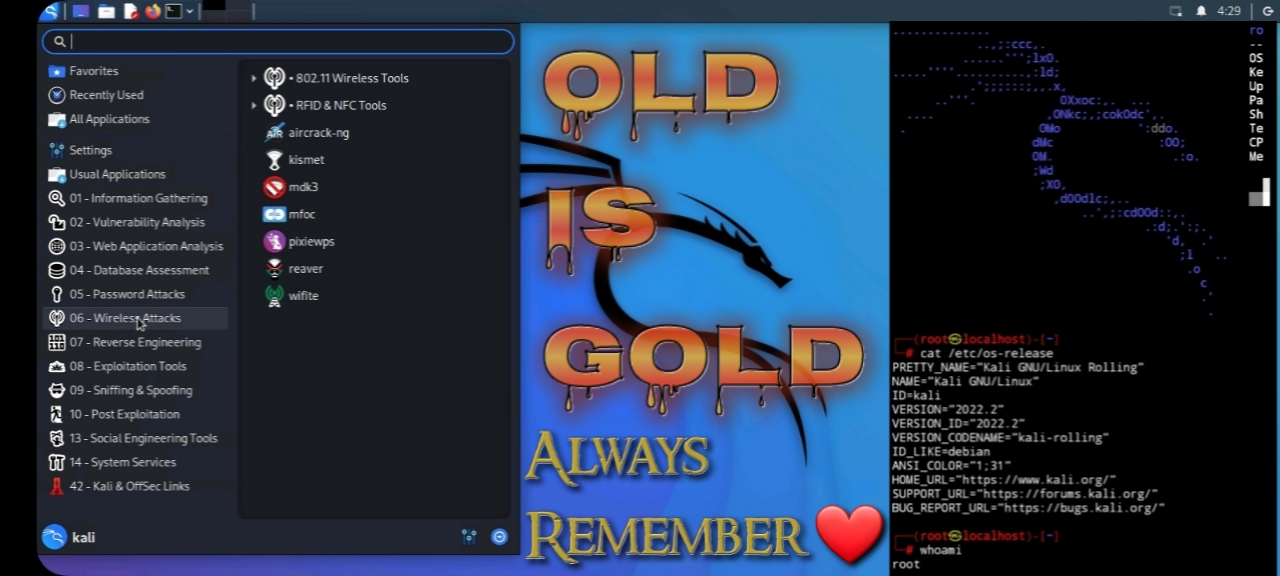 4:29
Favorites
Recently Used
All Applications
Settings
Usual Applications
01 - Information Gathering
02 - Vulnerability Analysis
03 - Web Application Analysis
04 - Database Assessment
05 - Password Attacks
06 - Wireless Attacks
07 - Reverse Engineering
08 - Exploitation Tools
09 - Sniffing & Spoofing
10 - Post Exploitation
13 - Social Engineering Tools
14 - System Services
42 - Kali & OffSec Links
kali
• 802.11 Wireless Tools
• RFID & NFC Tools
aircrack-ng
kismet
mdk3
mfoc
pixiewps
reaver
wifite
OLD
IS
GOLD
ALWAYS
REMEMBER
ro
--
OS
Ke
Up
Pa
Sh
Te
CP
Me
┌──(root㉿localhost)-[~]
└─# cat /etc/os-release
PRETTY_NAME="Kali GNU/Linux Rolling"
NAME="Kali GNU/Linux"
ID=kali
VERSION="2022.2"
VERSION_ID="2022.2"
VERSION_CODENAME="kali-rolling"
ID_LIKE=debian
ANSI_COLOR="1;31"
HOME_URL="https://www.kali.org/"
SUPPORT_URL="https://forums.kali.org/"
BUG_REPORT_URL="https://bugs.kali.org/"
┌──(root㉿localhost)-[~]
└─# whoami
root